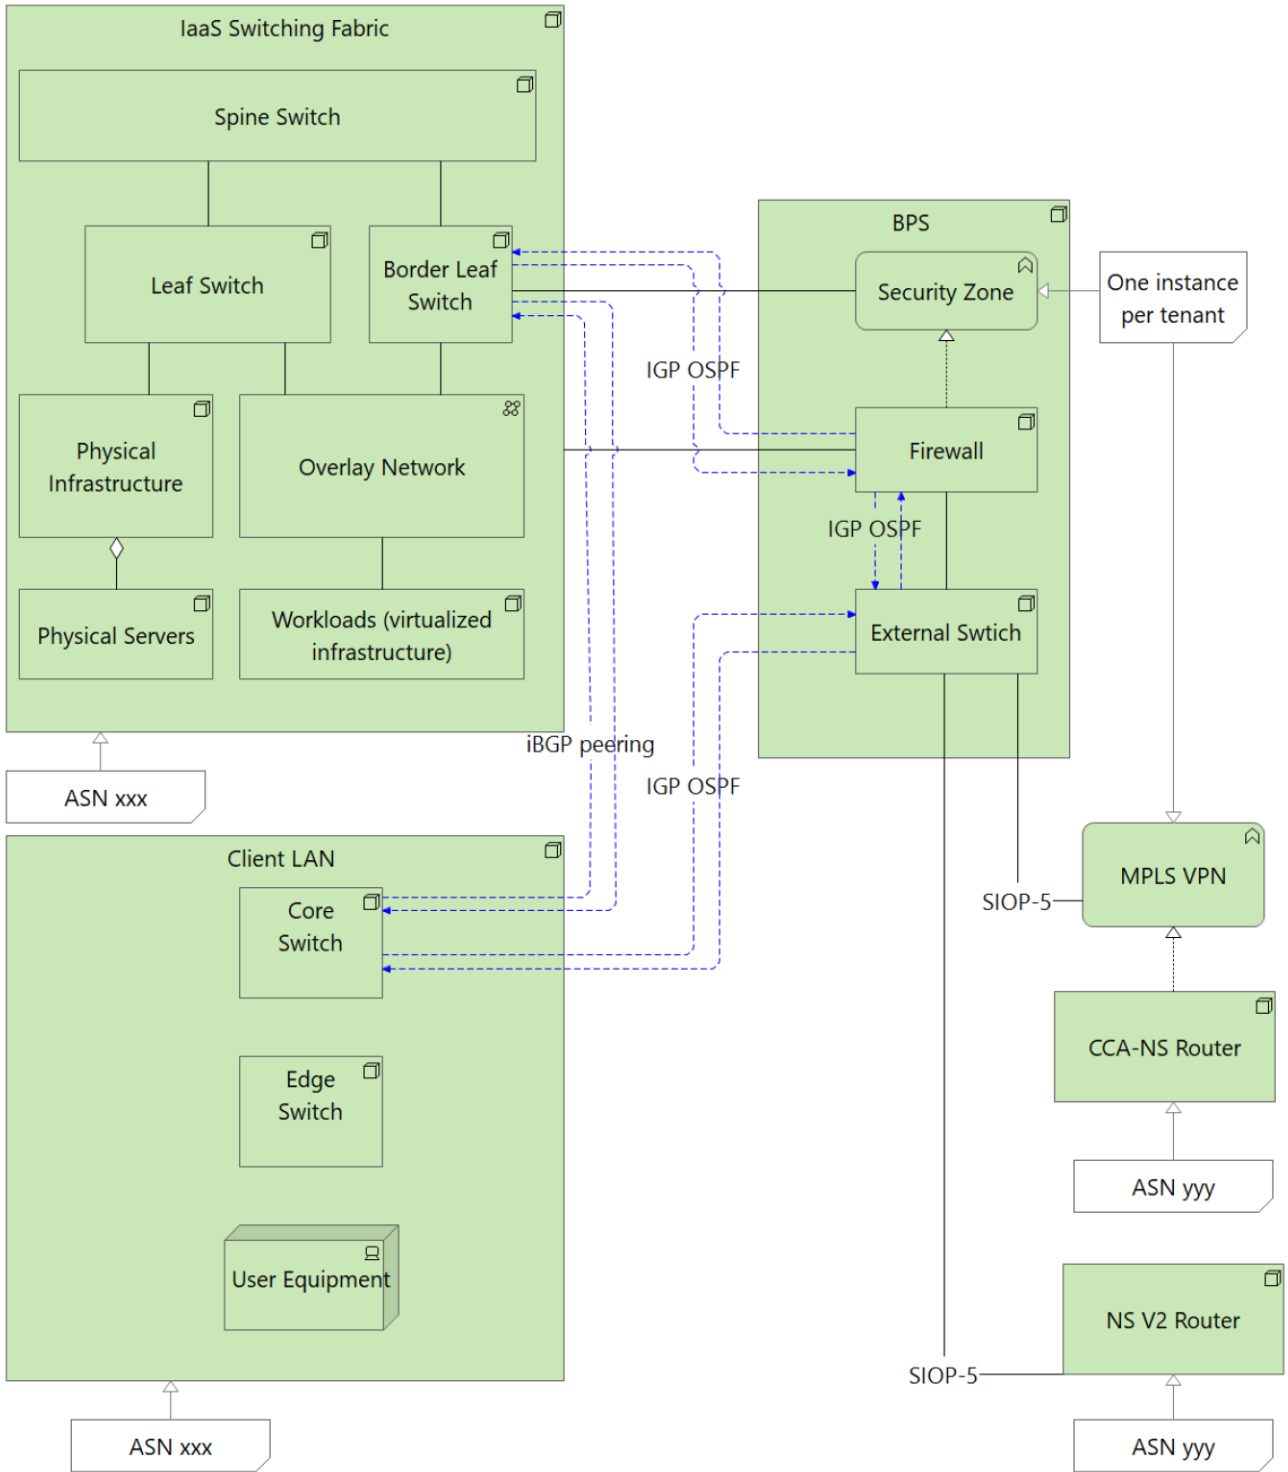 IaaS Switching Fabric
Spine Switch
Leaf Switch
Border Leaf
Switch
Physical
Infrastructure
Overlay Network
Physical Servers
Workloads (virtualized
infrastructure)
ASN xxx
BPS
Security Zone
One instance
per tenant
IGP OSPF
Firewall
IGP OSPF
External Swtich
iBGP peering
IGP OSPF
Client LAN
Core
Switch
Edge
Switch
User Equipment
ASN xxx
SIOP-5
MPLS VPN
CCA-NS Router
ASN yyy
NS V2 Router
SIOP-5
ASN yyy